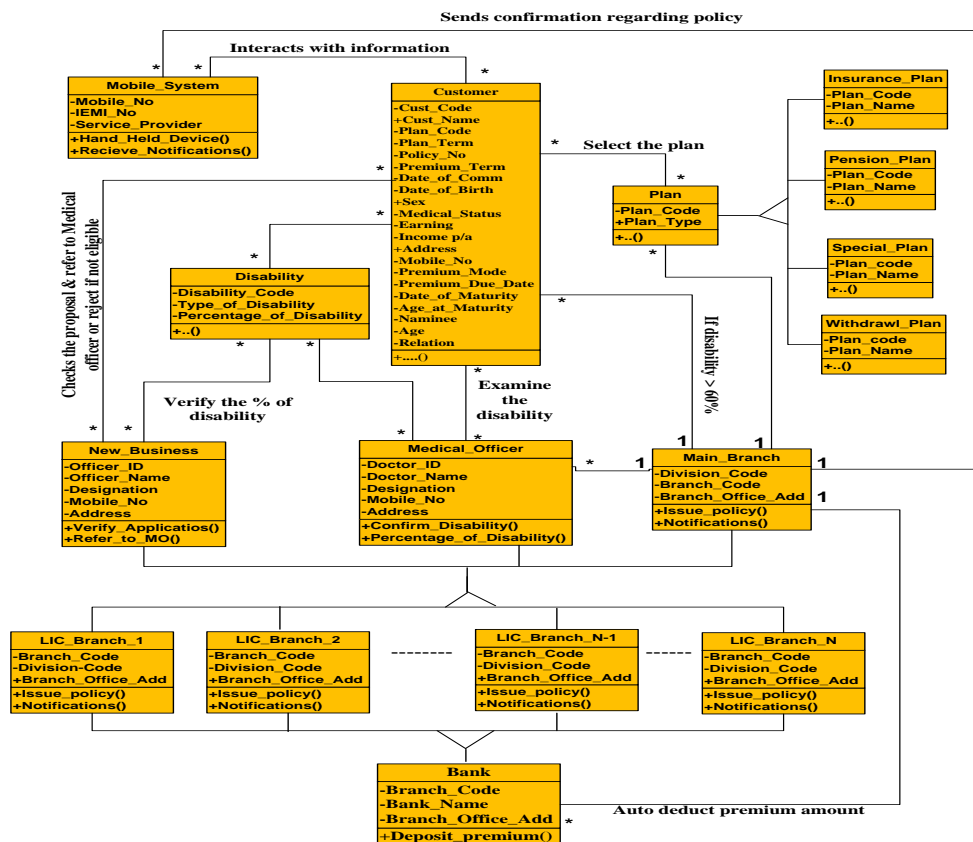 Sends confirmation regarding policy
Interacts with information
*
*
*
*
Mobile_System
-Mobile_No
-IEMI_No
-Service_Provider
+Hand_Held_Device()
+Recieve_Notifications()
Customer
-Cust_Code
+Cust_Name
-Plan_Code
-Plan_Term
-Policy_No
-Premium_Term
-Date_of_Comm
-Date_of_Birth
+Sex
-Medical_Status
-Earning
-Income p/a
+Address
-Mobile_No
-Premium_Mode
-Premium_Due_Date
-Date_of_Maturity
-Age_at_Maturity
-Naminee
-Age
-Relation
+....()
Insurance_Plan
-Plan_Code
-Plan_Name
+..()
Select the plan
*
*
Pension_Plan
-Plan_Code
-Plan_Name
+..()
Plan
-Plan_Code
+Plan_Type
+..()
*
Special_Plan
-Plan_code
-Plan_Name
+..()
Withdrawl_Plan
-Plan_code
-Plan_Name
+..()
Checks the proposal & refer to Medical
officer or reject if not eligible
*
*
Disability
-Disability_Code
-Type_of_Disability
-Percentage_of_Disability
+..()
*
*
*
If disability > 60%
Verify the % of
disability
Examine
the
disability
*
*
*
*
*
*
1
1
New_Business
-Officer_ID
-Officer_Name
-Designation
-Mobile_No
-Address
+Verify_Applicatios()
+Refer_to_MO()
Medical_Officer
-Doctor_ID
-Doctor_Name
-Designation
-Mobile_No
-Address
+Confirm_Disability()
+Percentage_of_Disability()
*
1
Main_Branch
-Division_Code
-Branch_Code
-Branch_Office_Add
+Issue_policy()
+Notifications()
1
1
LIC_Branch_1
-Branch_Code
-Division-Code
+Branch_Office_Add
+Issue_policy()
+Notifications()
LIC_Branch_2
-Branch_Code
-Division_Code
+Branch_Office_Add
+Issue_policy()
+Notifications()
LIC_Branch_N-1
-Branch_Code
-Division_Code
+Branch_Office_Add
+Issue_policy()
+Notifications()
LIC_Branch_N
-Branch_Code
-Division_Code
+Branch_Office_Add
+Issue_policy()
+Notifications()
Bank
-Branch_Code
-Bank_Name
-Branch_Office_Add
+Deposit_premium()
*
Auto deduct premium amount